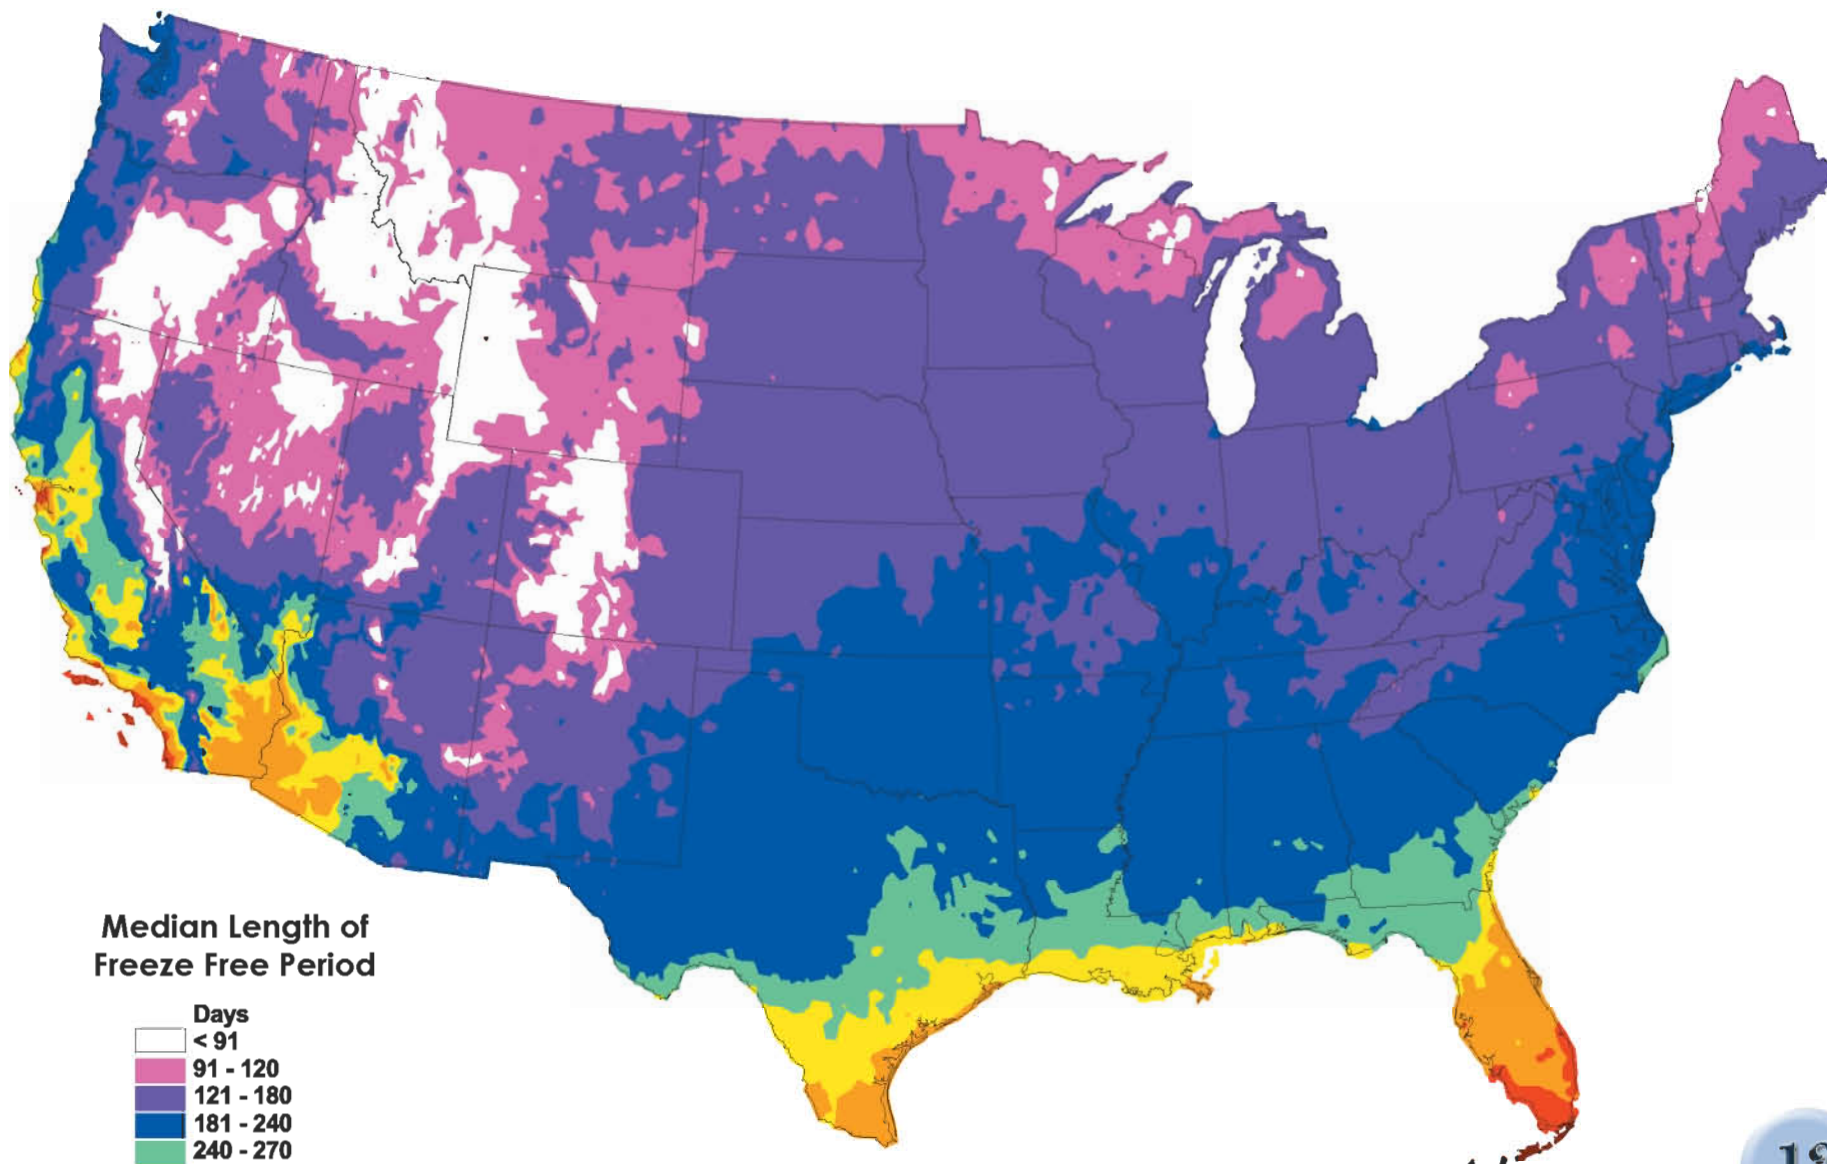 Median Length of
Freeze Free Period
Days
< 91
91 - 120
121 - 180
181 - 240
240 - 270